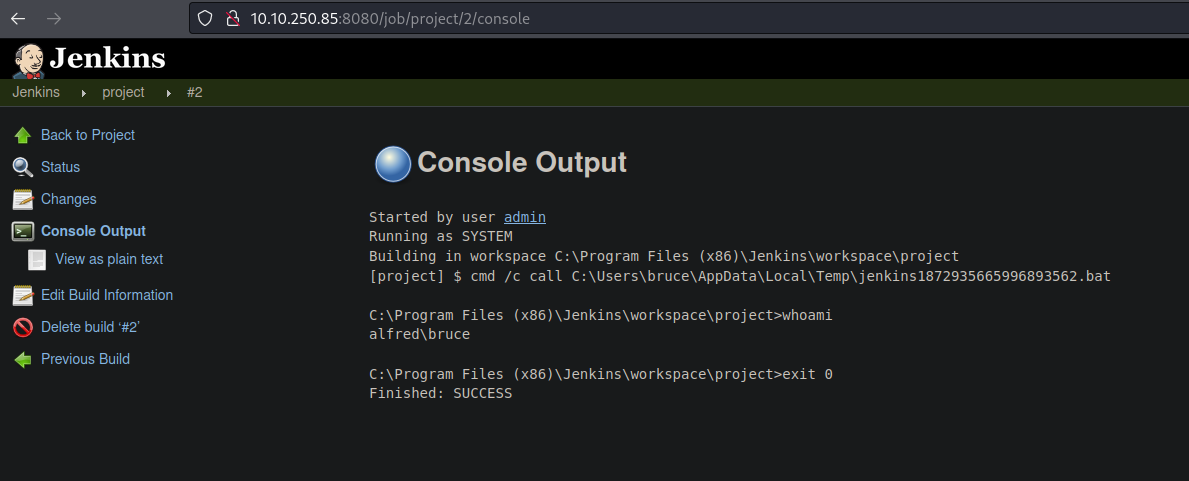 10.10.250.85:8080/job/project/2/console
Jenkins
Jenkins project #2
Back to Project
Status
Changes
Console Output
View as plain text
Edit Build Information
Delete build ‘#2’
Previous Build
Console Output
Started by user admin
Running as SYSTEM
Building in workspace C:\Program Files (x86)\Jenkins\workspace\project
[project] $ cmd /c call C:\Users\bruce\AppData\Local\Temp\jenkins1872935665996893562.bat
C:\Program Files (x86)\Jenkins\workspace\project>whoami
alfred\bruce
C:\Program Files (x86)\Jenkins\workspace\project>exit 0
Finished: SUCCESS